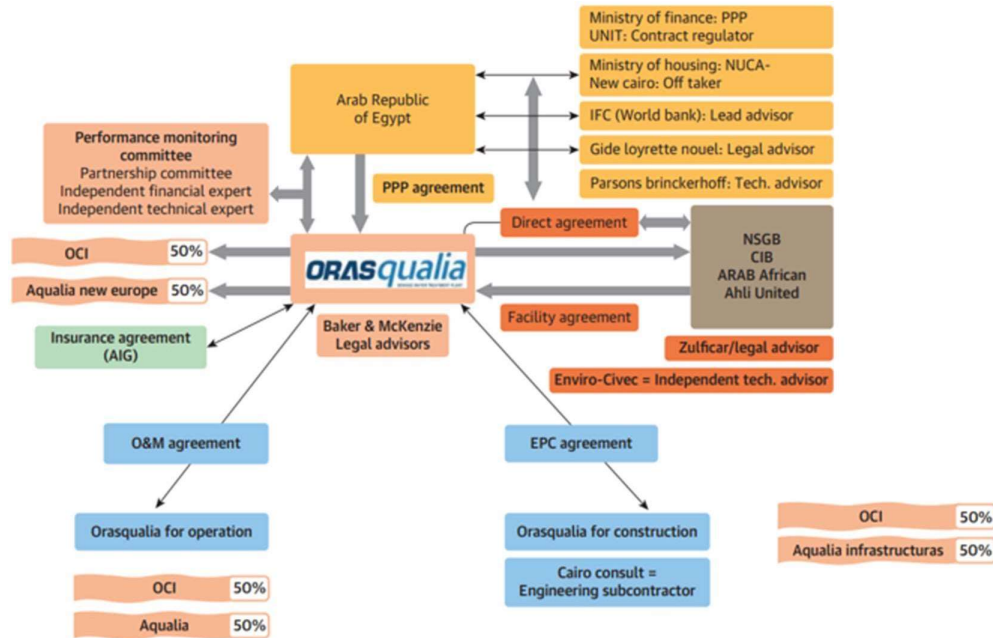 Ministry of finance: PPP
UNIT: Contract regulator
Ministry of housing: NUCA-
New cairo: Off taker
IFC (World bank): Lead advisor
Gide loyrette nouel: Legal advisor
Parsons brinckerhoff: Tech. advisor
Arab Republic
of Egypt
Performance monitoring
committee
Partnership committee
Independent financial expert
Independent technical expert
PPP agreement
Direct agreement
OCI 50%
Aqualia new europe 50%
ORASqualia
NSGB
CIB
ARAB African
Ahli United
Insurance agreement
(AIG)
Baker & McKenzie
Legal advisors
Facility agreement
Zulficar/legal advisor
Enviro-Civec = Independent tech. advisor
O&M agreement
EPC agreement
Orasqualia for operation
OCI 50%
Aqualia 50%
Orasqualia for construction
Cairo consult =
Engineering subcontractor
OCI 50%
Aqualia infrastructuras 50%